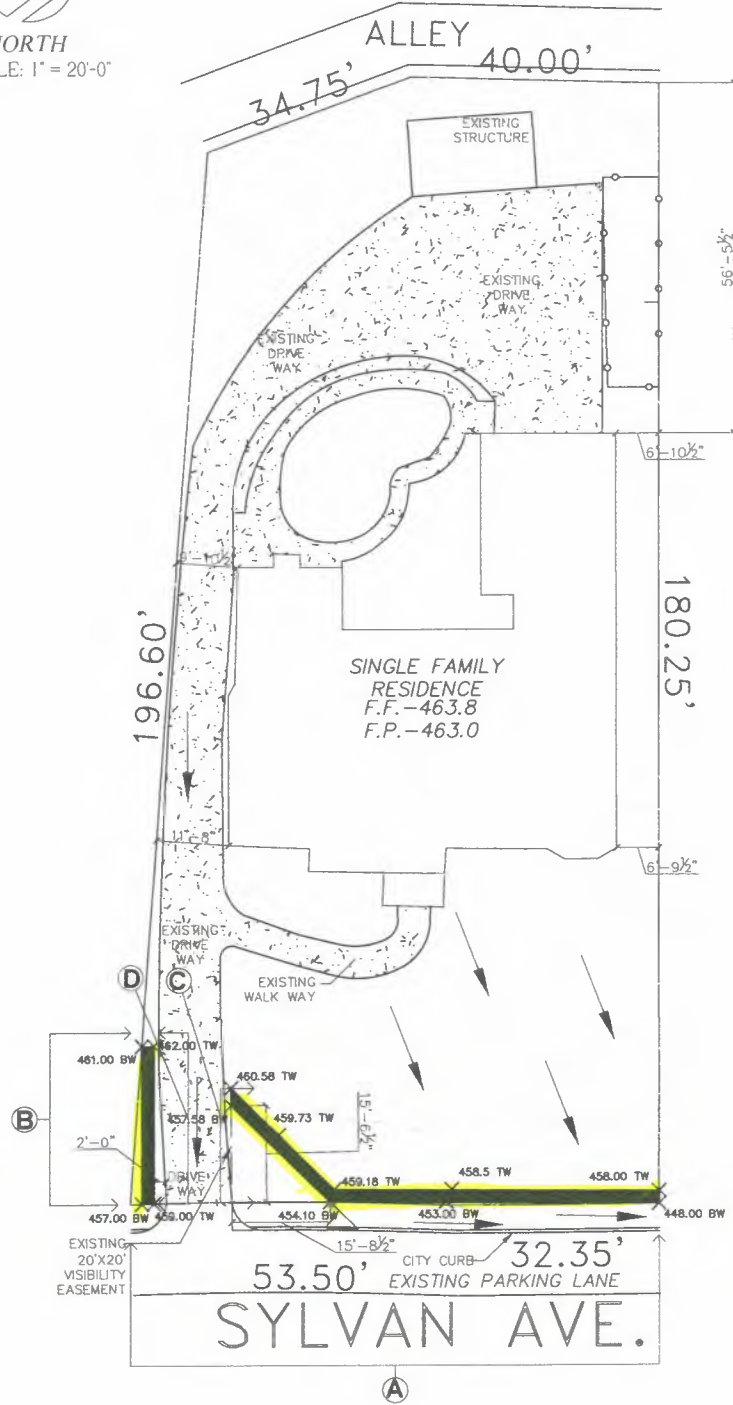 NORTH
LE: 1" = 20'-0"
ALLEY
34.75'
40.00'
EXISTING
STRUCTURE
56'-5½"
EXISTING
DRIVE
WAY
EXISTING
DRIVE
WAY
6'-10½"
9'-10½"
196.60'
180.25'
SINGLE FAMILY
RESIDENCE
F.F.-463.8
F.P.-463.0
11'-8"
6'-9½"
EXISTING
DRIVE
WAY
EXISTING
WALK WAY
D
C
461.00 BW
462.00 TW
460.58 TW
457.58 B
459.73 TW
15'-6½"
B
2'-0"
DRIVE
WAY
459.18 TW
458.5 TW
458.00 TW
457.00 BW
459.00 TW
454.10 BW
453.00 BW
448.00 BW
EXISTING
20'X20'
VISIBILITY
EASEMENT
15'-8½"
CITY CURB
32.35'
53.50'
EXISTING PARKING LANE
SYLVAN AVE.
A